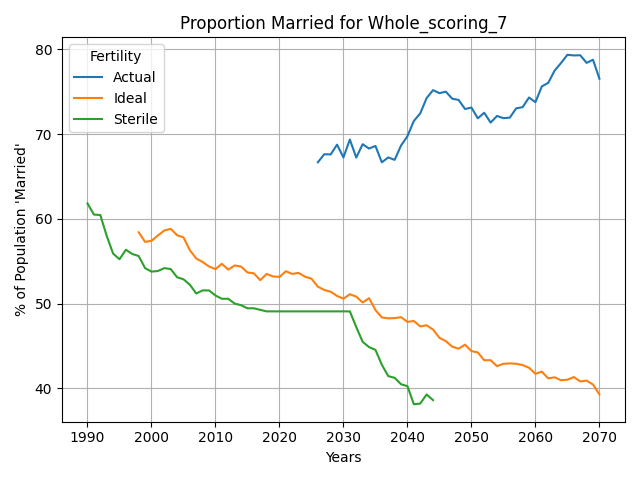 Proportion Married for Whole_scoring_7
Fertility
Actual
Ideal
Sterile
% of Population 'Married'
80
70
60
50
40
1990
2000
2010
2020
2030
2040
2050
2060
2070
Years